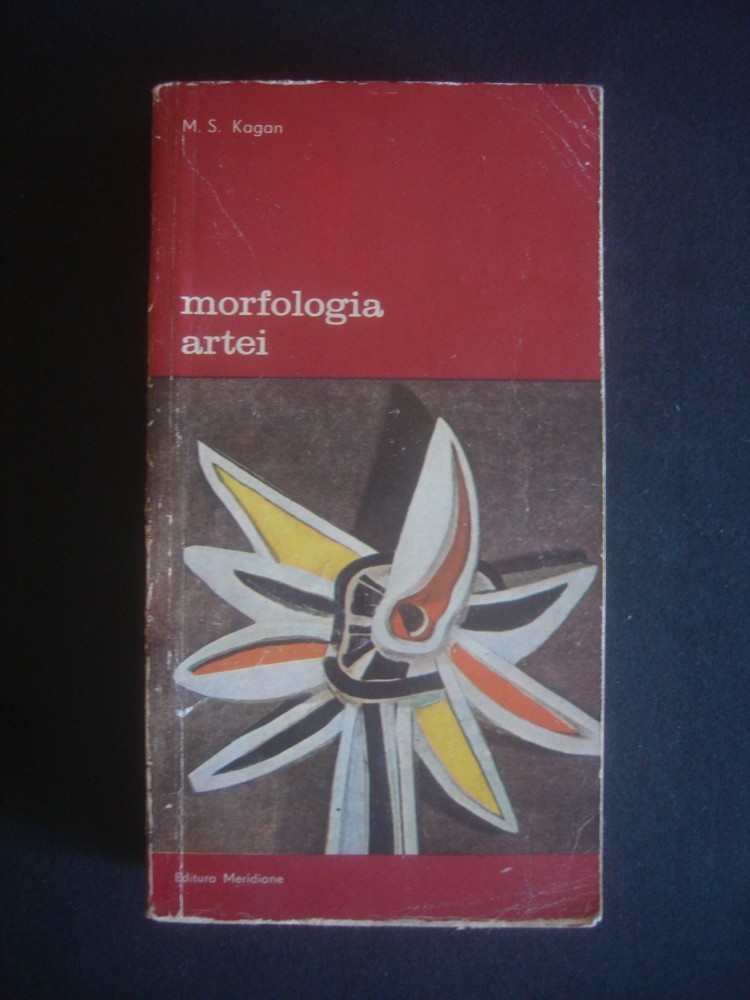 M. S. Kagan
morfologia
artei
Editura Meridiane